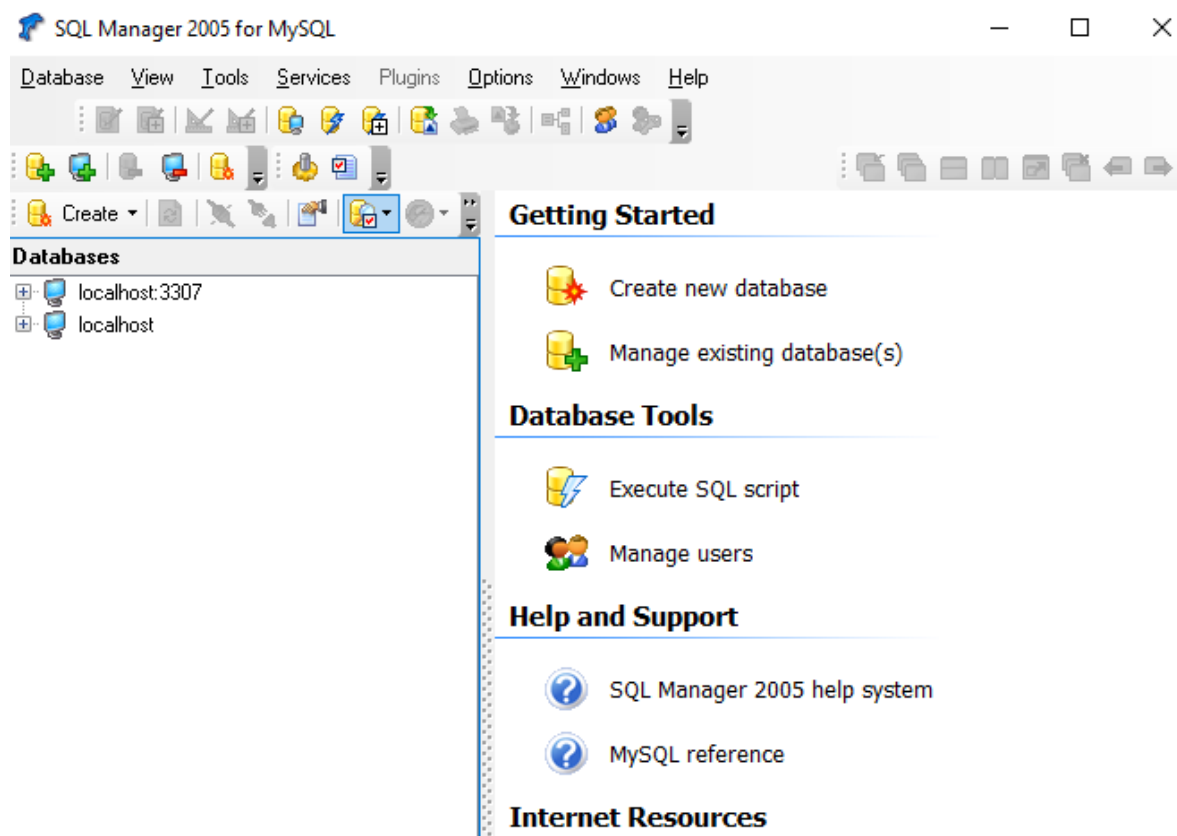 SQL Manager 2005 for MySQL
Database View Tools Services Plugins Options Windows Help
Create
Databases
localhost:3307
localhost
Getting Started
Create new database
Manage existing database(s)
Database Tools
Execute SQL script
Manage users
Help and Support
SQL Manager 2005 help system
MySQL reference
Internet Resources